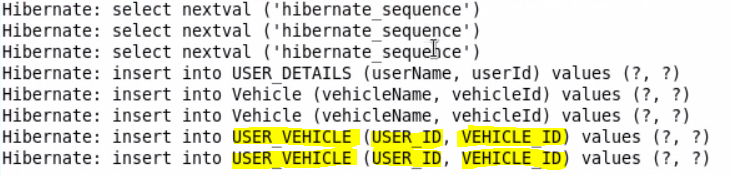 Hibernate: select nextval ('hibernate_sequence')
Hibernate: select nextval ('hibernate_sequence')
Hibernate: select nextval ('hibernate_sequence')
Hibernate: insert into USER_DETAILS (userName, userId) values (?, ?)
Hibernate: insert into Vehicle (vehicleName, vehicleId) values (?, ?)
Hibernate: insert into Vehicle (vehicleName, vehicleId) values (?, ?)
Hibernate: insert into USER_VEHICLE (USER_ID, VEHICLE_ID) values (?, ?)
Hibernate: insert into USER_VEHICLE (USER_ID, VEHICLE_ID) values (?, ?)